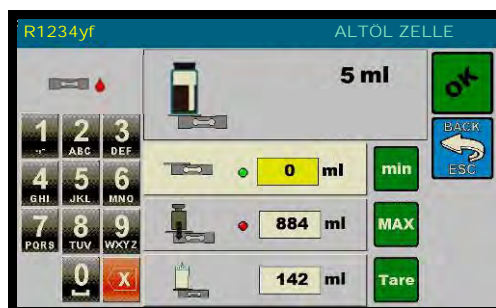 R1234yf ALTÖL ZELLE
5 ml
OK
BACK
ESC
1 2 ABC 3 DEF
4 GHI 5 JKL 6 MNO
7 PQRS 8 TUV 9 WXYZ
0 X
0 ml min
884 ml MAX
142 ml Tare